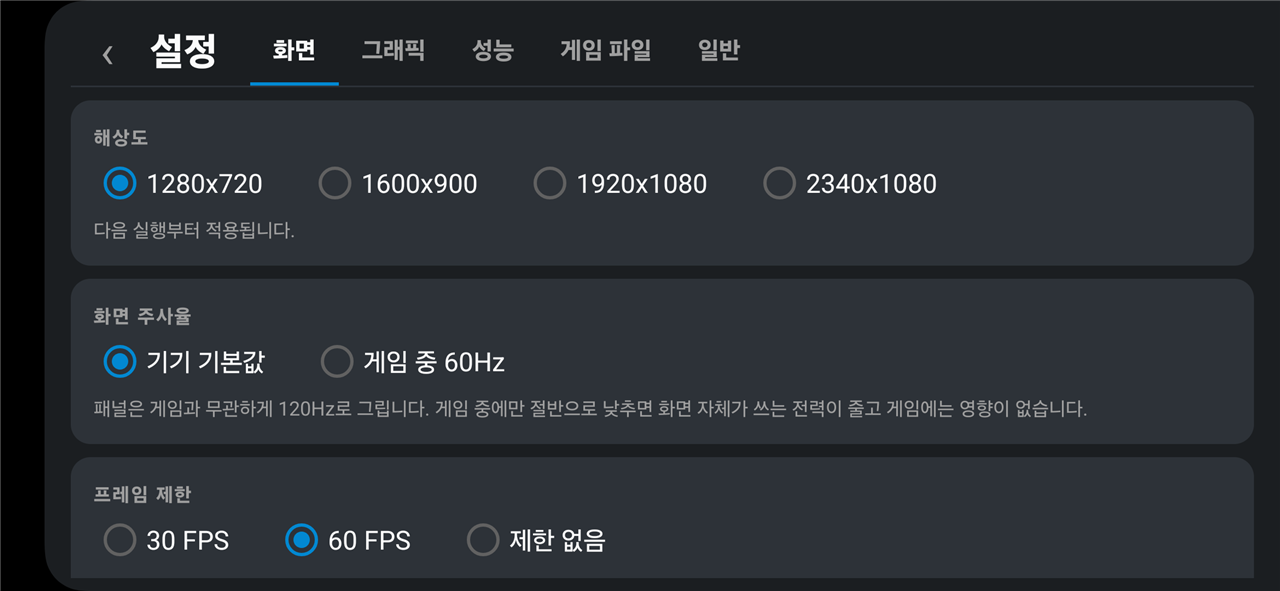 설정 화면 그래픽 성능 게임 파일 일반
해상도
1280x720 1600x900 1920x1080 2340x1080
다음 실행부터 적용됩니다.
화면 주사율
기기 기본값 게임 중 60Hz
패널은 게임과 무관하게 120Hz로 그립니다. 게임 중에만 절반으로 낮추면 화면 자체가 쓰는 전력이 줄고 게임에는 영향이 없습니다.
프레임 제한
30 FPS 60 FPS 제한 없음